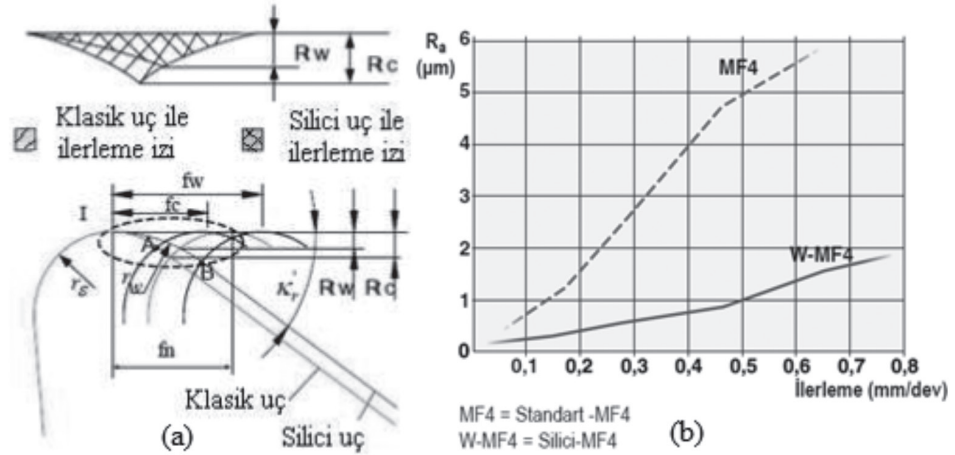 Rw
Rc
Klasik uç ile
ilerleme izi
Silici uç ile
ilerleme izi
fw
fc
I
A
B
rε
rw
κ'r
Rw
Rc
fn
Klasik uç
Silici uç
(a)
Ra
(µm)
6
5
4
3
2
1
0
MF4
W-MF4
0,1 0,2 0,3 0,4 0,5 0,6 0,7 0,8
İlerleme (mm/dev)
MF4 = Standart -MF4
W-MF4 = Silici-MF4
(b)